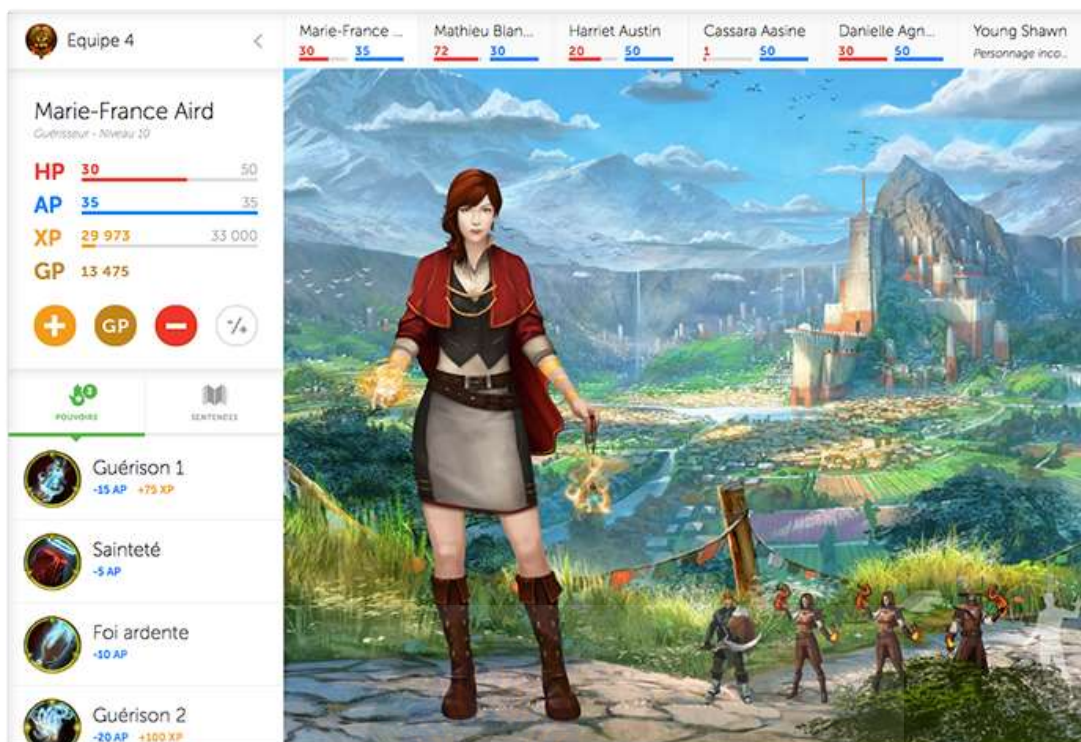 Equipe 4
Marie-France ...
30 35
Mathieu Blan...
72 30
Harriet Austin
20 50
Cassara Aasine
1 50
Danielle Agn...
30 50
Young Shawn
Personnage inco...
Marie-France Aird
Guérisseur - Niveau 10
HP 30 50
AP 35 35
XP 29 973 33 000
GP 13 475
GP
POUVOIRS
SENTENCES
Guérison 1
-15 AP +75 XP
Sainteté
-5 AP
Foi ardente
-10 AP
Guérison 2
-20 AP +100 XP